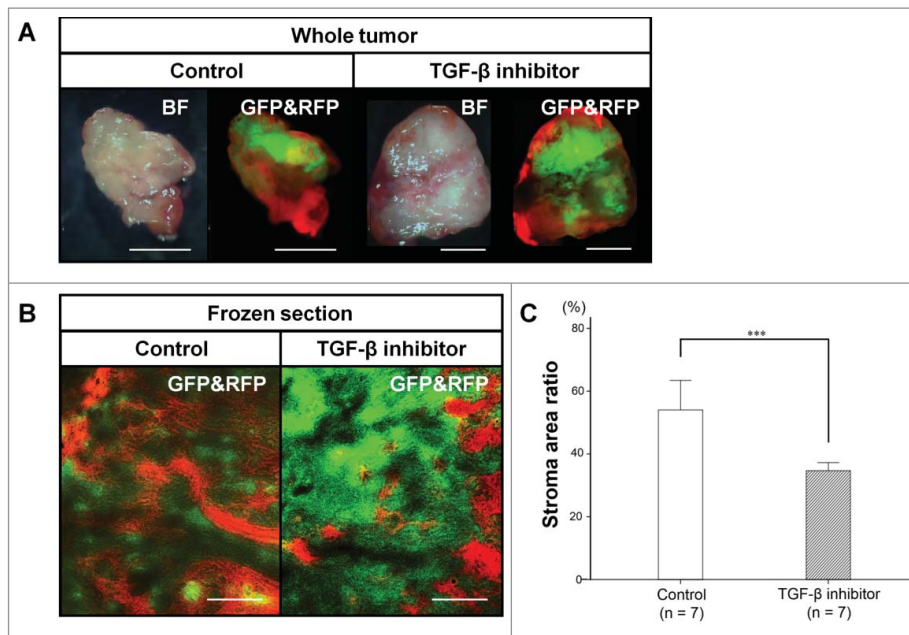 A
Whole tumor
Control
TGF-β inhibitor
BF
GFP&RFP
BF
GFP&RFP
B
Frozen section
Control
TGF-β inhibitor
GFP&RFP
GFP&RFP
C
(%)
80
60
40
20
0
Stroma area ratio
***
Control
(n = 7)
TGF-β inhibitor
(n = 7)